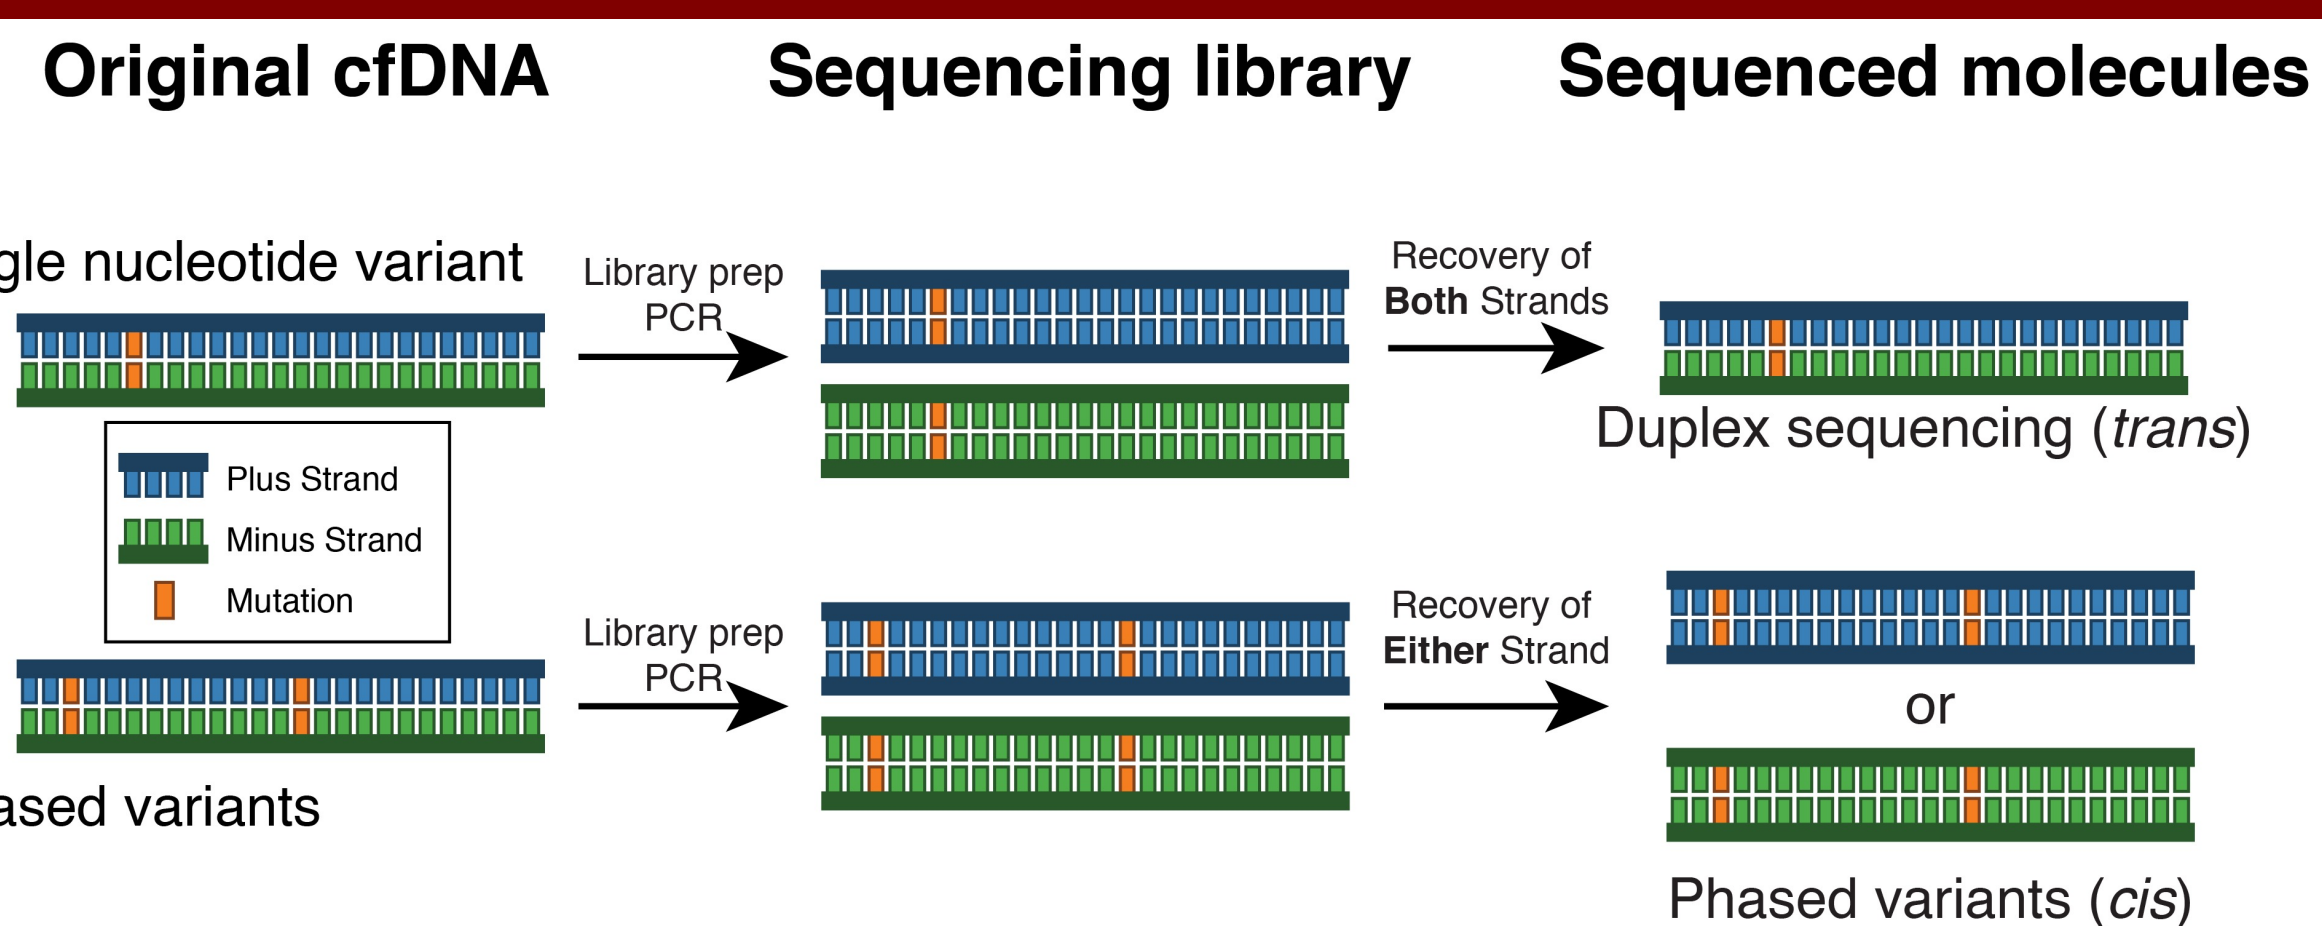 Original cfDNA
Sequencing library
Sequenced molecules
gle nucleotide variant
Library prep
PCR
Recovery of
Both Strands
Duplex sequencing (trans)
Plus Strand
Minus Strand
Mutation
Library prep
PCR
Recovery of
Either Strand
or
ased variants
Phased variants (cis)